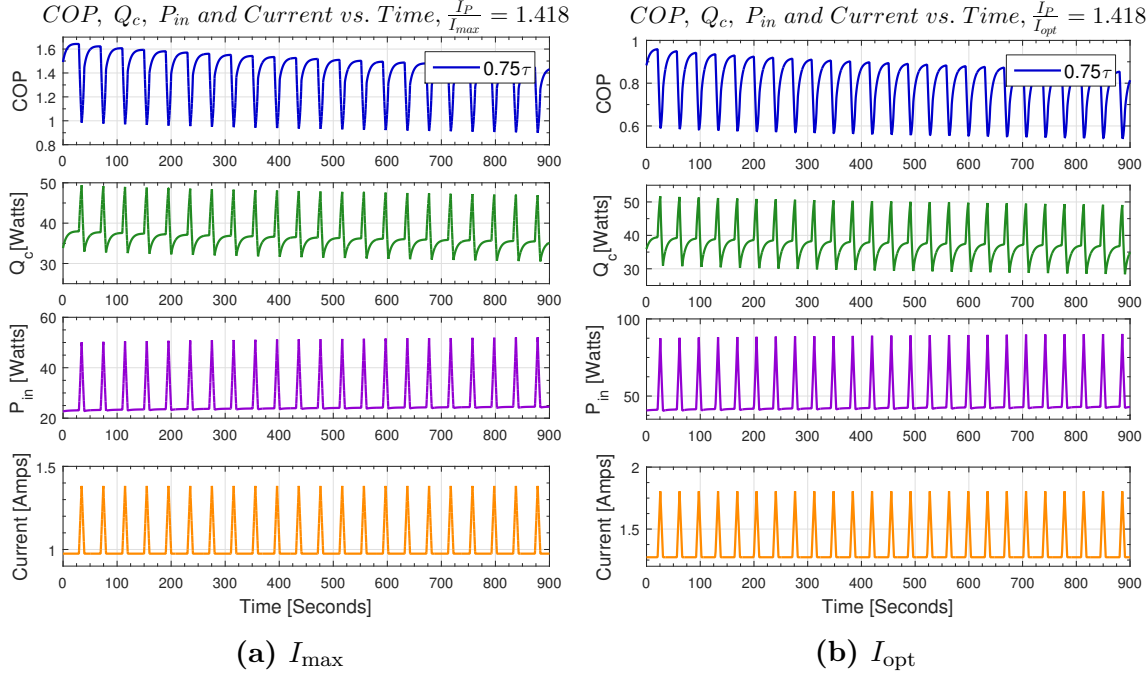 COP, Q_c, P_in and Current vs. Time, I_P/I_max = 1.418
COP
1.6
1.4
1.2
1
0.8
0.75τ
0 100 200 300 400 500 600 700 800 900
Q_c[Watts]
50
40
30
0 100 200 300 400 500 600 700 800 900
P_in [Watts]
60
40
20
0 100 200 300 400 500 600 700 800 900
Current [Amps]
1.5
1
0 100 200 300 400 500 600 700 800 900
Time [Seconds]
(a) I_max
COP, Q_c, P_in and Current vs. Time, I_P/I_opt = 1.418
COP
1
0.8
0.6
0.75τ
0 100 200 300 400 500 600 700 800 900
Q_c[Watts]
50
40
30
0 100 200 300 400 500 600 700 800 900
P_in [Watts]
100
50
0 100 200 300 400 500 600 700 800 900
Current [Amps]
2
1.5
0 100 200 300 400 500 600 700 800 900
Time [Seconds]
(b) I_opt